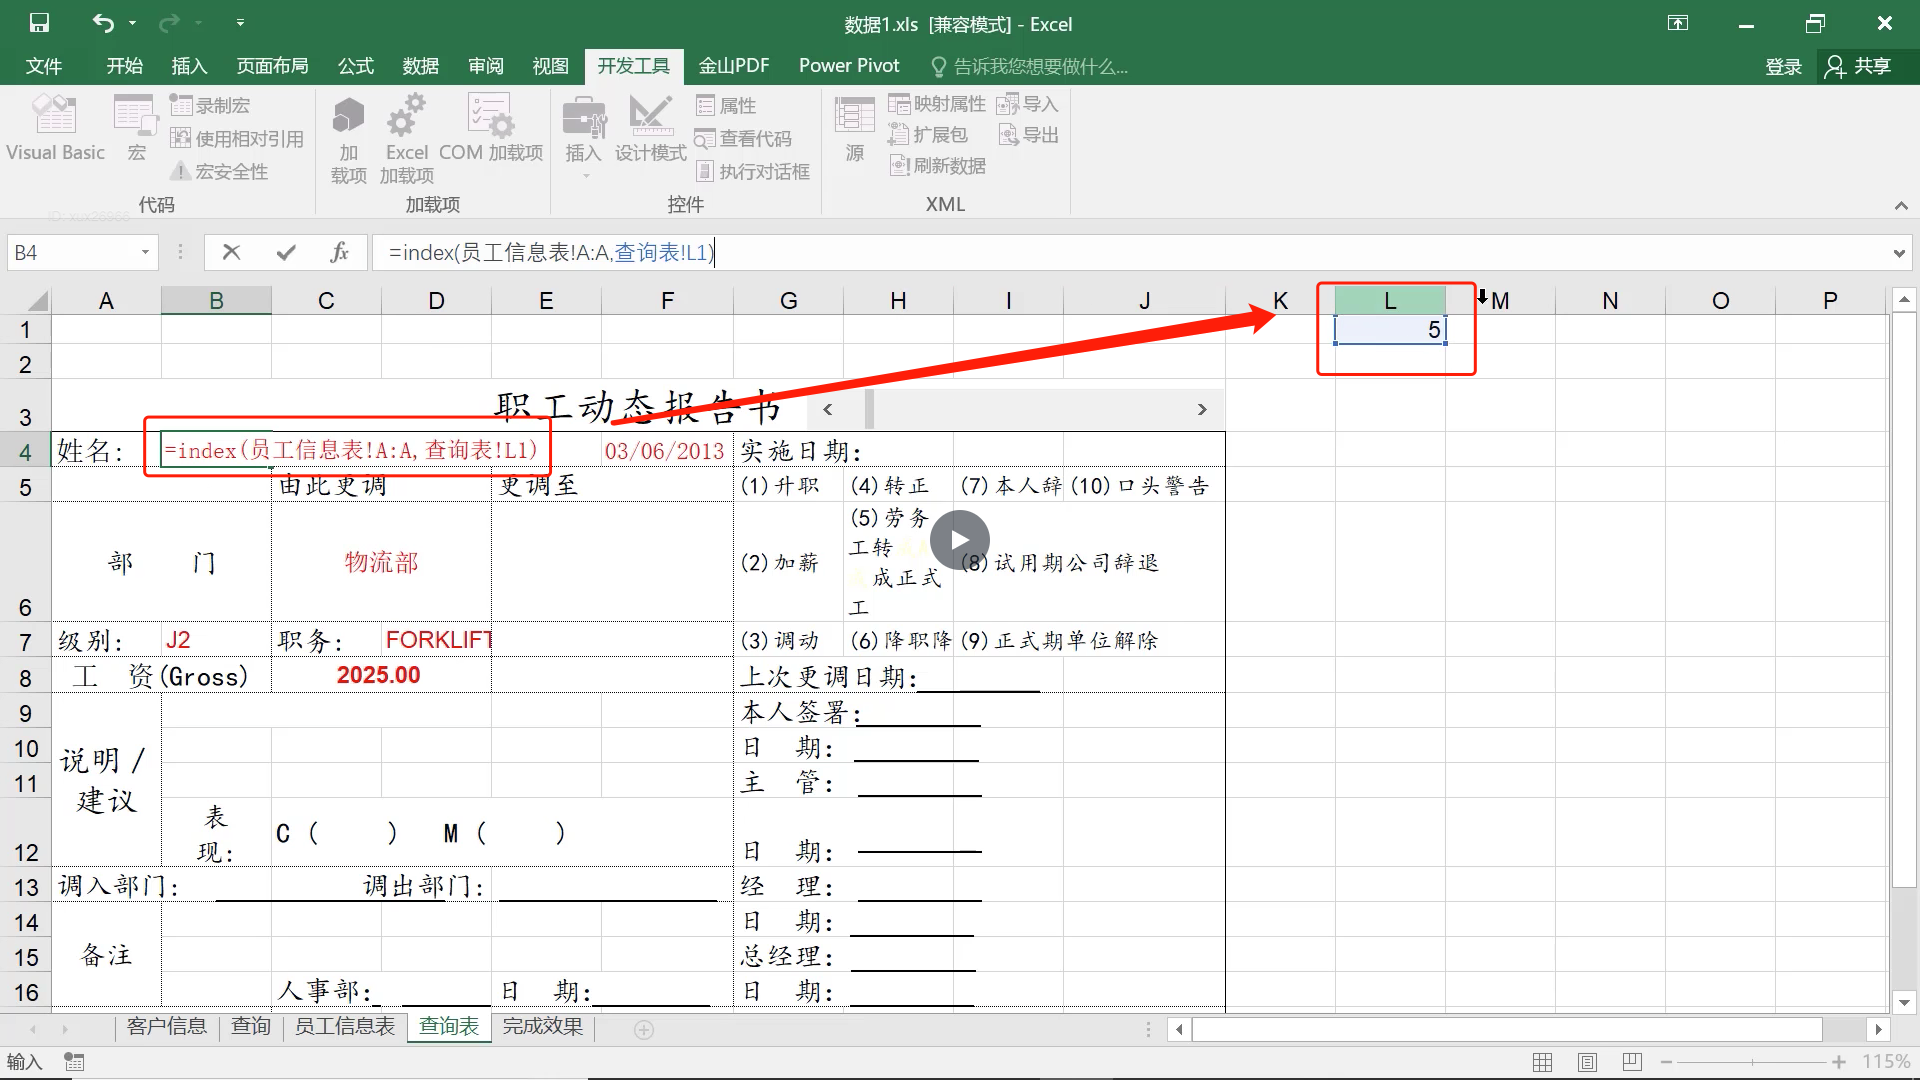 数据1.xls [兼容模式] - Excel
文件 开始 插入 页面布局 公式 数据 审阅 视图 开发工具 金山PDF Power Pivot 告诉我您想要做什么... 登录 共享
Visual Basic
宏
录制宏
使用相对引用
宏安全性
代码
加
载项
Excel
加载项
COM 加载项
加载项
插入
设计模式
属性
查看代码
执行对话框
控件
源
映射属性
扩展包
刷新数据
导入
导出
XML
B4 fx =index(员工信息表!A:A,查询表!L1)
A B C D E F G H I J K L M N O P
1 5
2
3 职工动态报告书
4 姓名: =index(员工信息表!A:A,查询表!L1) 03/06/2013 实施日期:
5 由此更调 更调至 (1)升职 (4)转正 (7)本人辞 (10)口头警告
6 部 门 物流部 (2)加薪
(5)劳务
工转
成正式
工
(8)试用期公司辞退
7 级别: J2 职务: FORKLIFT (3)调动 (6)降职降 (9)正式期单位解除
8 工 资(Gross) 2025.00 上次更调日期:
9 本人签署:
说明/
建议
10 日 期:
11 主 管:
12 表
现:
C ( ) M ( ) 日 期:
13 调入部门: 调出部门: 经 理:
14 日 期:
15 备注 总经理:
16 人事部: 日 期: 日 期:
客户信息 查询 员工信息表 查询表 完成效果
输入 115%